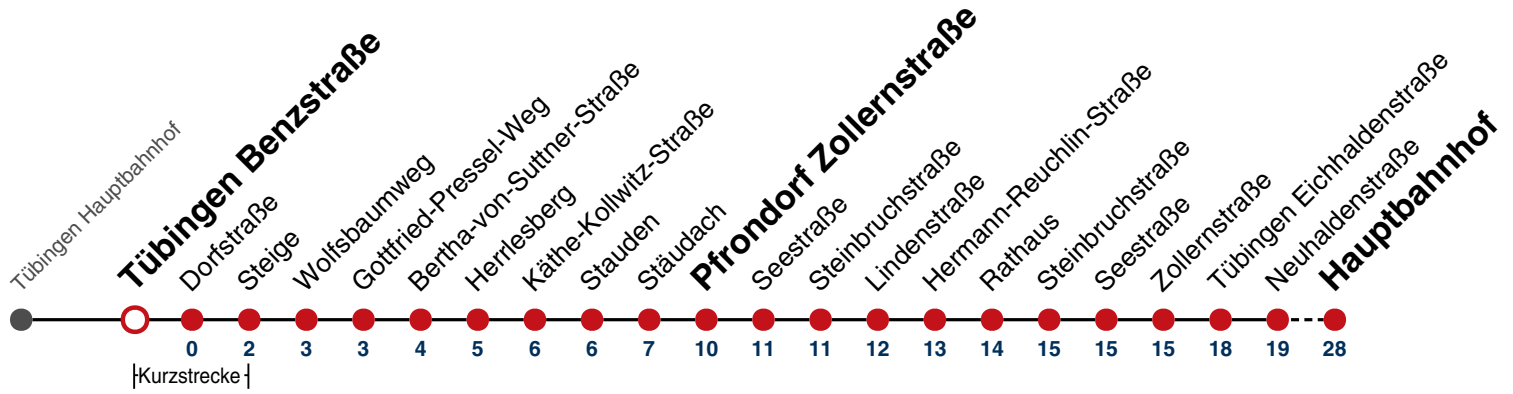 Tübingen Hauptbahnhof
Tübingen Benzstraße
Dorfstraße
Steige
Wolfsbaumweg
Gottfried-Pressel-Weg
Bertha-von-Suttner-Straße
Herrlesberg
Käthe-Kollwitz-Straße
Stauden
Stäudach
Pfrondorf Zollernstraße
Seestraße
Steinbruchstraße
Lindenstraße
Hermann-Reuchlin-Straße
Rathaus
Steinbruchstraße
Seestraße
Zollernstraße
Tübingen Eichhaldenstraße
Neuhaldenstraße
Hauptbahnhof
0 2 3 3 4 5 6 6 7 10 11 11 12 13 14 15 15 15 18 19 28
Kurzstrecke